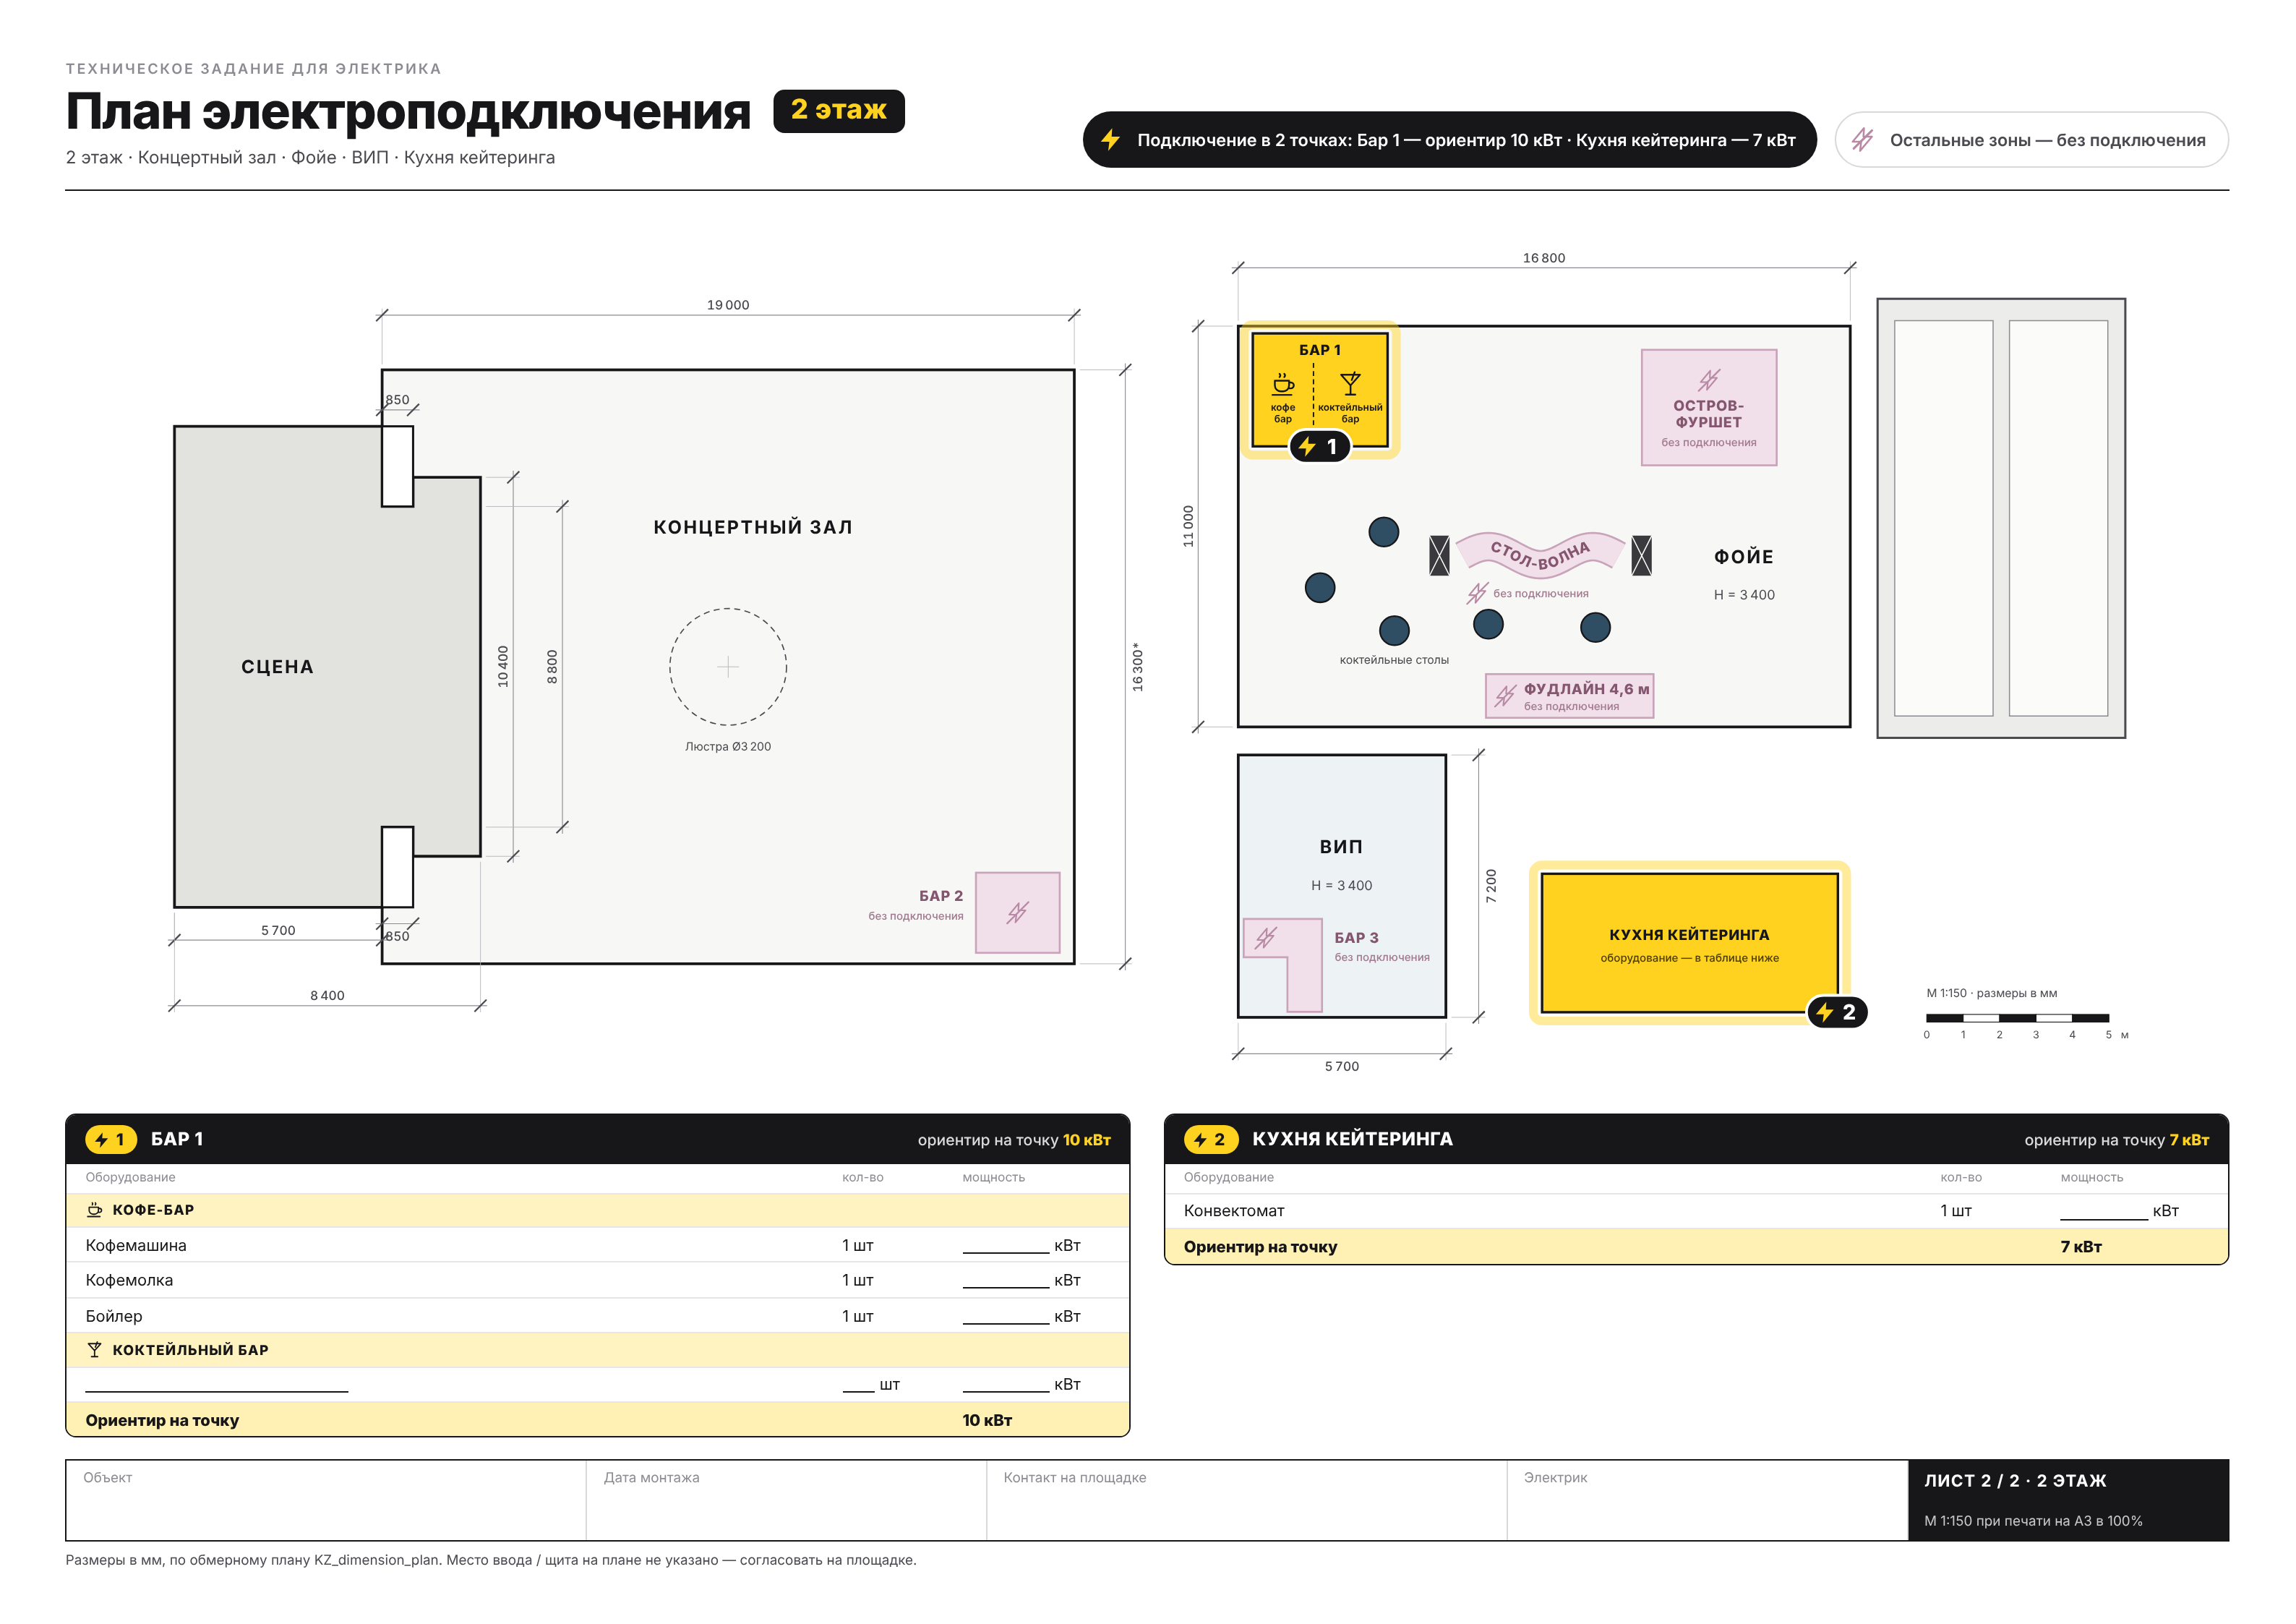 ТЕХНИЧЕСКОЕ ЗАДАНИЕ ДЛЯ ЭЛЕКТРИКА
План электроподключения 2 этаж
2 этаж · Концертный зал · Фойе · ВИП · Кухня кейтеринга
Подключение в 2 точках: Бар 1 — ориентир 10 кВт · Кухня кейтеринга — 7 кВт
Остальные зоны — без подключения
19 000
850
КОНЦЕРТНЫЙ ЗАЛ
СЦЕНА
10 400
8 800
Люстра Ø3 200
16 300*
БАР 2
без подключения
5 700
850
8 400
16 800
11 000
БАР 1
кофе
бар
коктейльный
бар
1
ОСТРОВ-
ФУРШЕТ
без подключения
СТОЛ-ВОЛНА
без подключения
ФОЙЕ
H = 3 400
коктейльные столы
ФУДЛАЙН 4,6 м
без подключения
ВИП
H = 3 400
7 200
БАР 3
без подключения
5 700
КУХНЯ КЕЙТЕРИНГА
оборудование — в таблице ниже
2
М 1:150 · размеры в мм
0 1 2 3 4 5 м
1 БАР 1 ориентир на точку 10 кВт
Оборудование кол-во мощность
КОФЕ-БАР
Кофемашина 1 шт ________ кВт
Кофемолка 1 шт ________ кВт
Бойлер 1 шт ________ кВт
КОКТЕЙЛЬНЫЙ БАР
________ ___ шт ________ кВт
Ориентир на точку 10 кВт
2 КУХНЯ КЕЙТЕРИНГА ориентир на точку 7 кВт
Оборудование кол-во мощность
Конвектомат 1 шт ________ кВт
Ориентир на точку 7 кВт
Объект
Дата монтажа
Контакт на площадке
Электрик
ЛИСТ 2 / 2 · 2 ЭТАЖ
М 1:150 при печати на А3 в 100%
Размеры в мм, по обмерному плану KZ_dimension_plan. Место ввода / щита на плане не указано — согласовать на площадке.